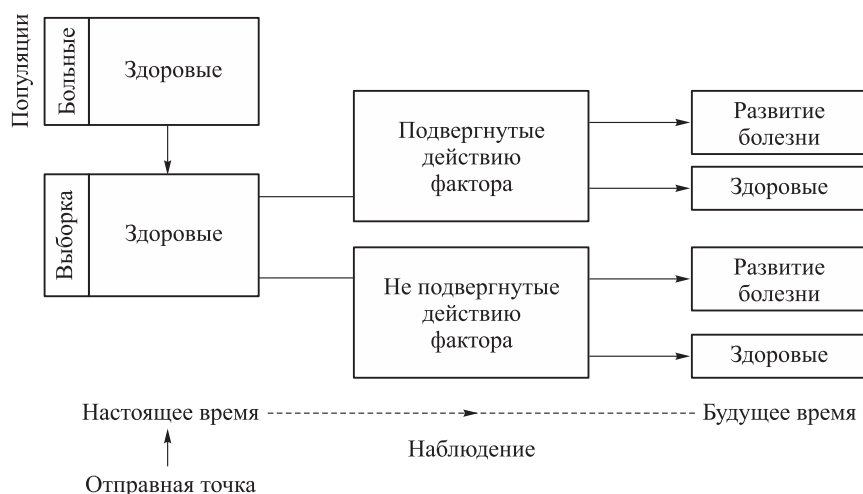 Популяции
Больные
Здоровые
Выборка
Здоровые
Подвергнутые
действию
фактора
Развитие
болезни
Здоровые
Не подвергнутые
действию
фактора
Развитие
болезни
Здоровые
Настоящее время
Будущее время
Наблюдение
Отправная точка